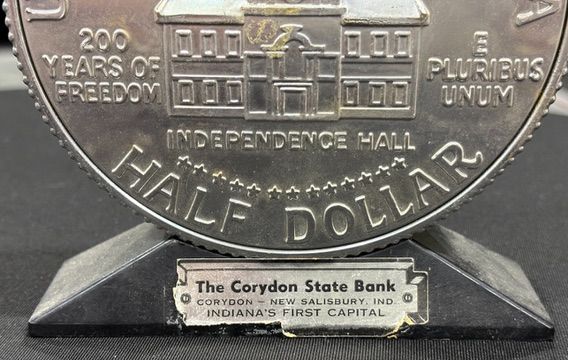 U
A
200
YEARS OF
FREEDOM
E
PLURIBUS
UNUM
INDEPENDENCE HALL
HALF DOLLAR
The Corydon State Bank
CORYDON – NEW SALISBURY, IND.
INDIANA'S FIRST CAPITAL